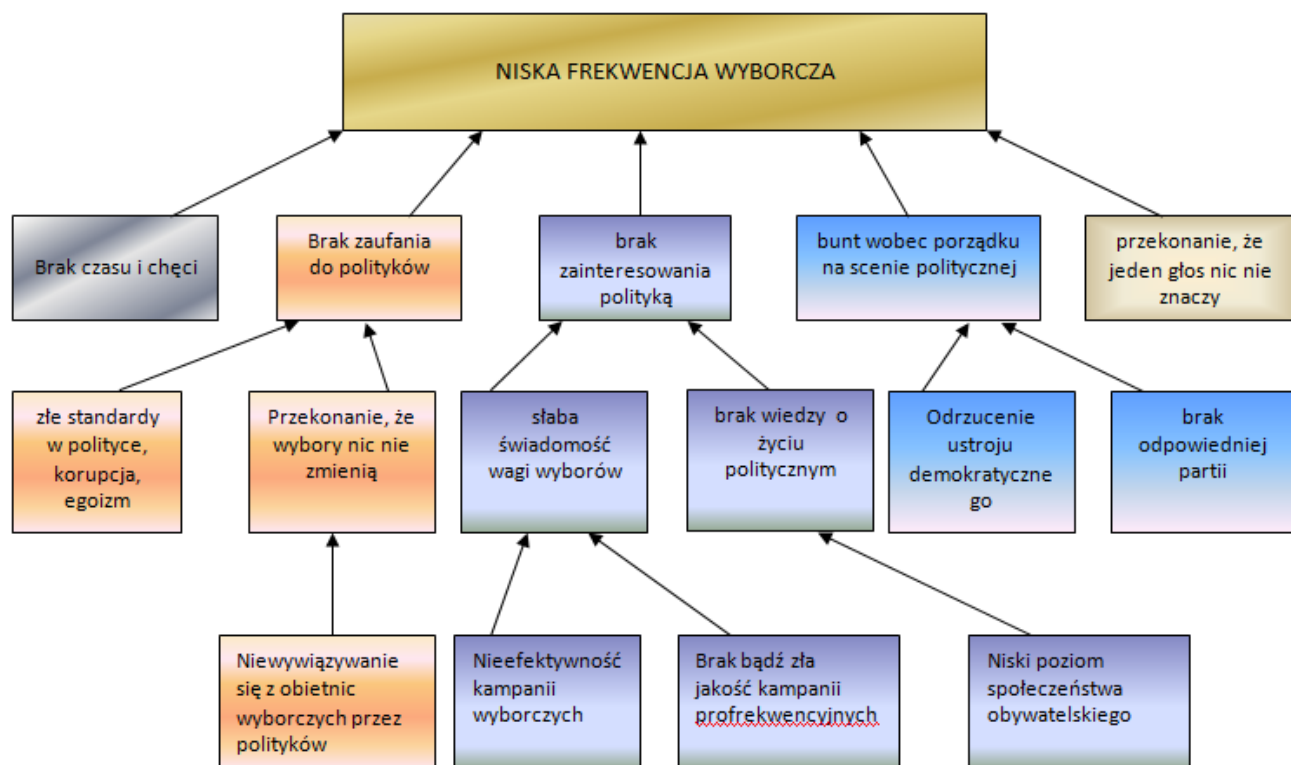 NISKA FREKWENCJA WYBORCZA
Brak czasu i chęci
Brak zaufania
do polityków
brak
zainteresowania
polityką
bunt wobec porządku
na scenie politycznej
przekonanie, że
jeden głos nic nie
znaczy
złe standardy
w polityce,
korupcja,
egoizm
Przekonanie, że
wybory nic nie
zmienią
słaba
świadomość
wagi wyborów
brak wiedzy o
życiu
politycznym
Odrzucenie
ustroju
demokratyczne
go
brak
odpowiedniej
partii
Niewywiązywanie
się z obietnic
wyborczych przez
polityków
Nieefektywność
kampanii
wyborczych
Brak bądź zła
jakość kampanii
profrekwencyjnych
Niski poziom
społeczeństwa
obywatelskiego